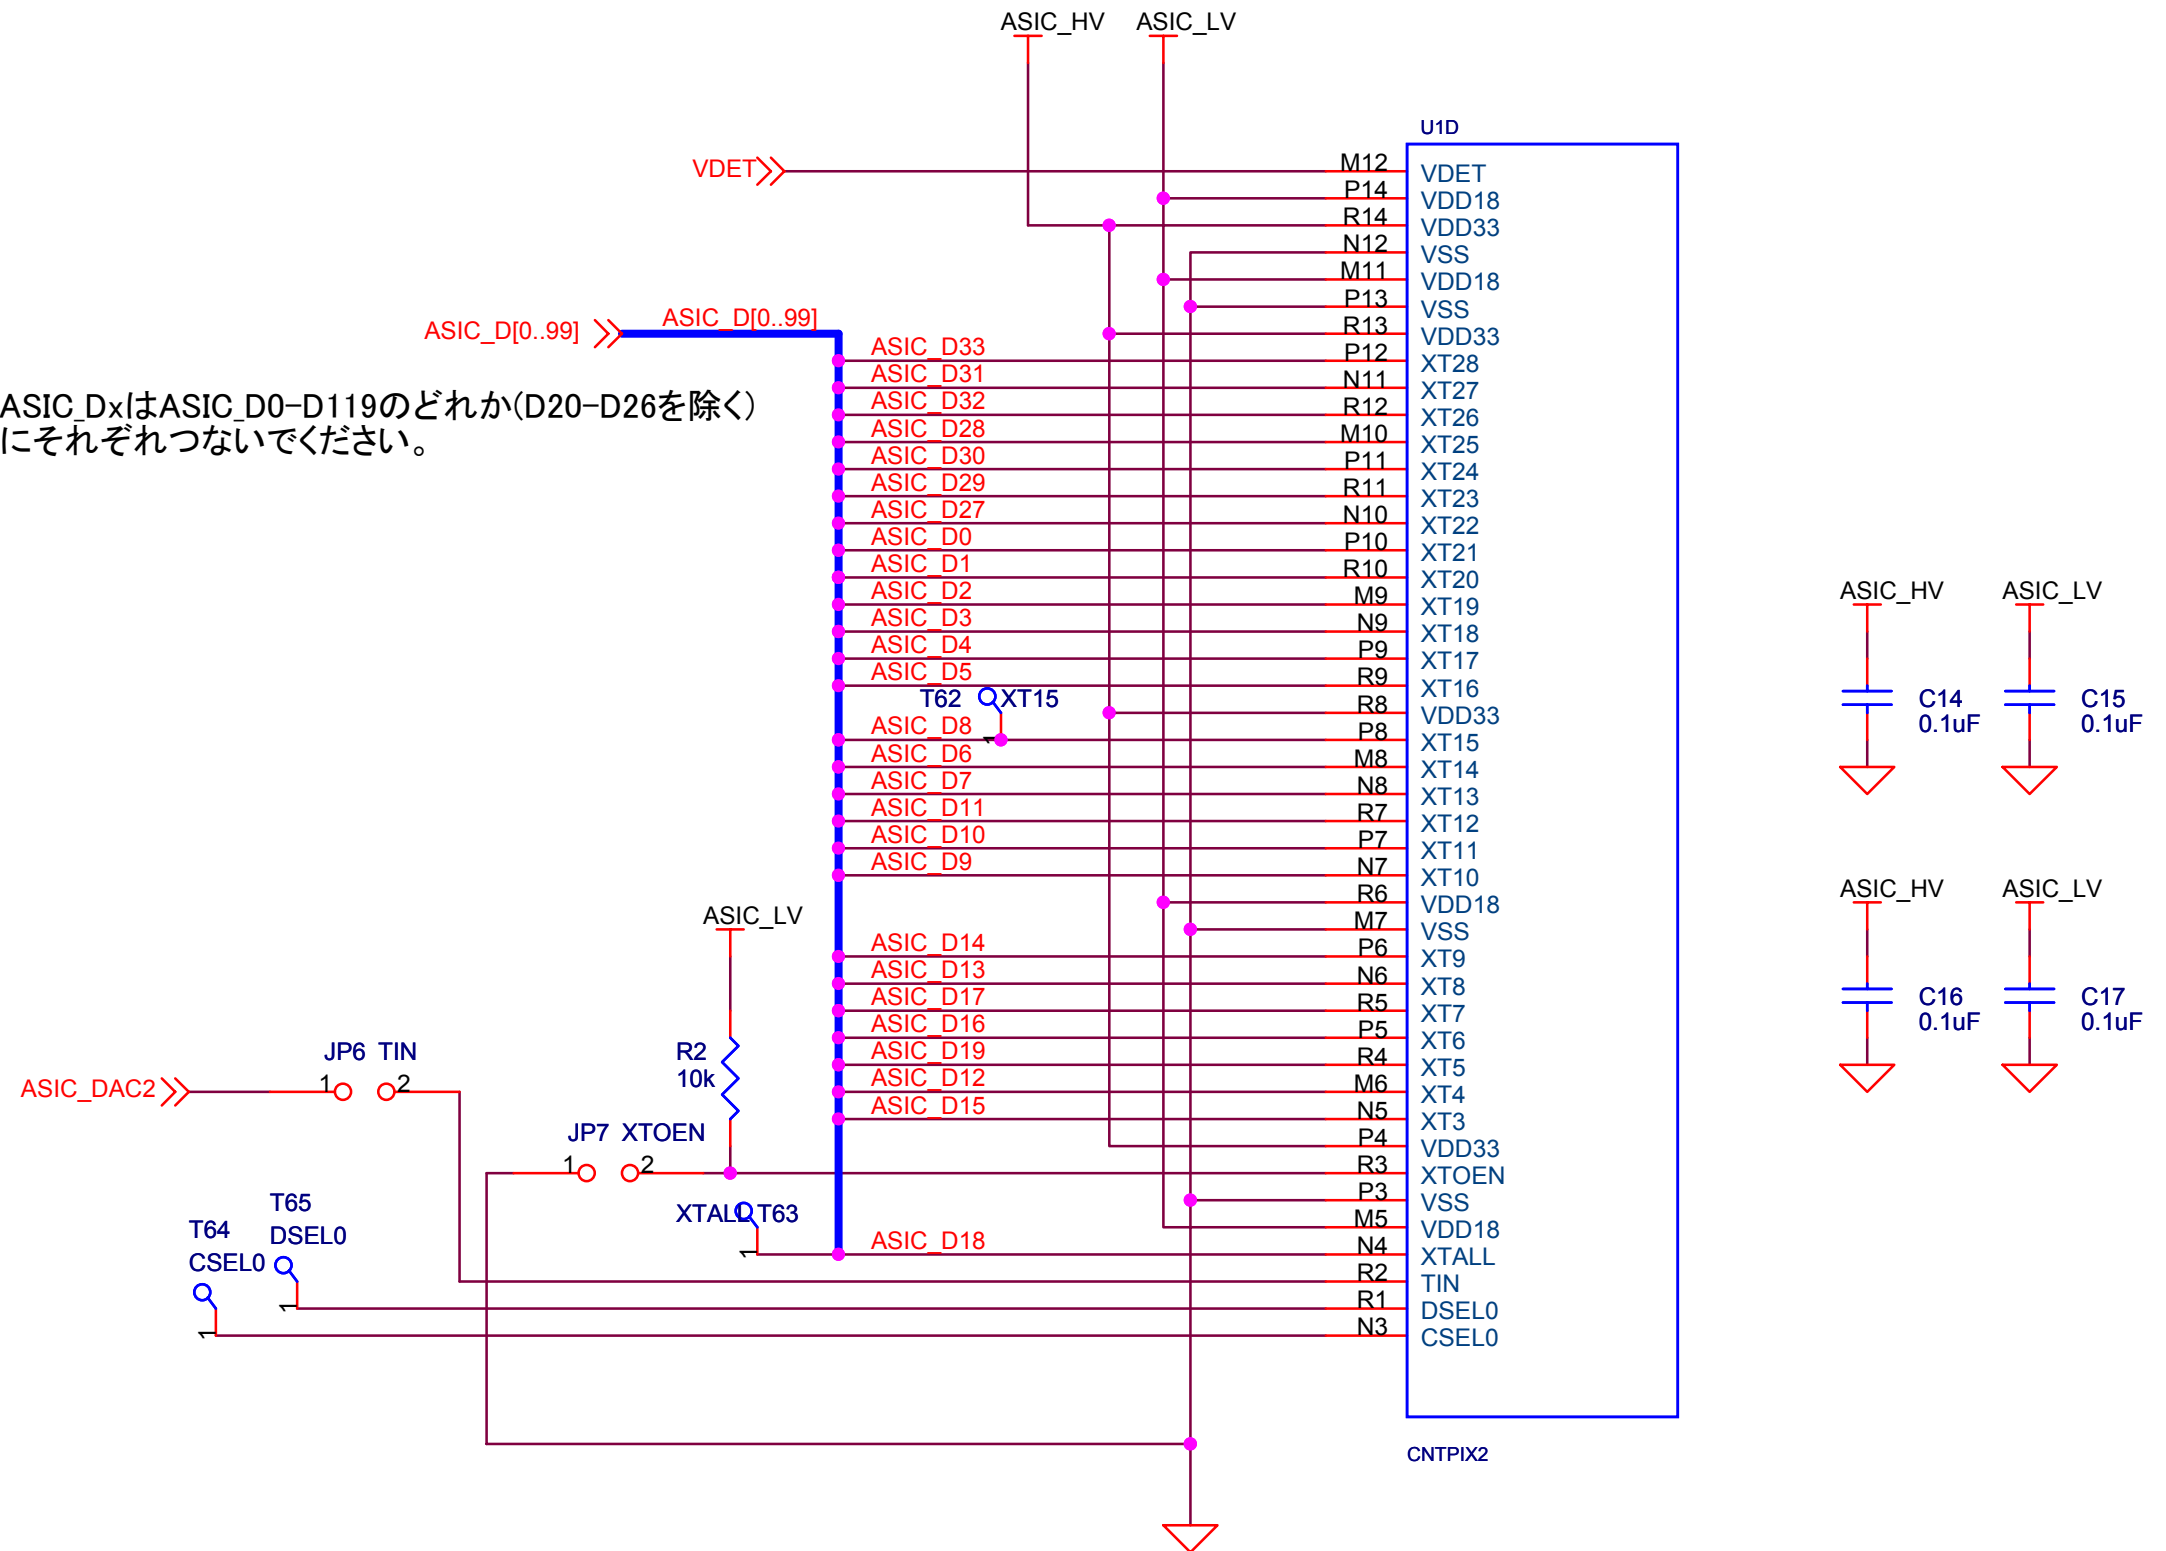 ASIC_HV ASIC_LV
U1D
VDET M12 VDET
P14 VDD18
R14 VDD33
N12 VSS
M11 VDD18
P13 VSS
ASIC_D[0..99] ASIC_D[0..99] R13 VDD33
ASIC_D33 P12 XT28
ASIC_D31 N11 XT27
ASIC_DxはASIC_D0-D119のどれか(D20-D26を除く)
にそれぞれつないでください。
ASIC_D32 R12 XT26
ASIC_D28 M10 XT25
ASIC_D30 P11 XT24
ASIC_D29 R11 XT23
ASIC_D27 N10 XT22
ASIC_D0 P10 XT21
ASIC_D1 R10 XT20
ASIC_D2 M9 XT19
ASIC_D3 N9 XT18
ASIC_D4 P9 XT17
ASIC_D5 R9 XT16
T62 XT15 R8 VDD33
ASIC_D8 1 P8 XT15
ASIC_D6 M8 XT14
ASIC_D7 N8 XT13
ASIC_D11 R7 XT12
ASIC_D10 P7 XT11
ASIC_D9 N7 XT10
R6 VDD18
ASIC_LV M7 VSS
ASIC_D14 P6 XT9
ASIC_D13 N6 XT8
ASIC_D17 R5 XT7
ASIC_D16 P5 XT6
ASIC_D19 R4 XT5
ASIC_D12 M6 XT4
ASIC_D15 N5 XT3
P4 VDD33
R2
10k
JP6 TIN
ASIC_DAC2 1 2
JP7 XTOEN
1 2 R3 XTOEN
P3 VSS
M5 VDD18
XTALL T63
1 ASIC_D18 N4 XTALL
R2 TIN
T65
DSEL0
1 R1 DSEL0
T64
CSEL0
1 N3 CSEL0
CNTPIX2
ASIC_HV ASIC_LV
C14 C15
0.1uF 0.1uF
ASIC_HV ASIC_LV
C16 C17
0.1uF 0.1uF